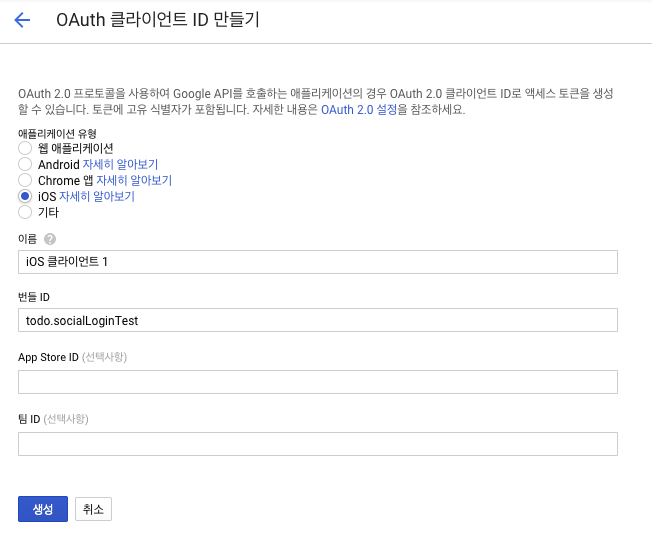 OAuth 클라이언트 ID 만들기
OAuth 2.0 프로토콜을 사용하여 Google API를 호출하는 애플리케이션의 경우 OAuth 2.0 클라이언트 ID로 액세스 토큰을 생성
할 수 있습니다. 토큰에 고유 식별자가 포함됩니다. 자세한 내용은 OAuth 2.0 설정을 참조하세요.
애플리케이션 유형
웹 애플리케이션
Android 자세히 알아보기
Chrome 앱 자세히 알아보기
iOS 자세히 알아보기
기타
이름 ?
iOS 클라이언트 1
번들 ID
todo.socialLoginTest
App Store ID (선택사항)
팀 ID (선택사항)
생성 취소